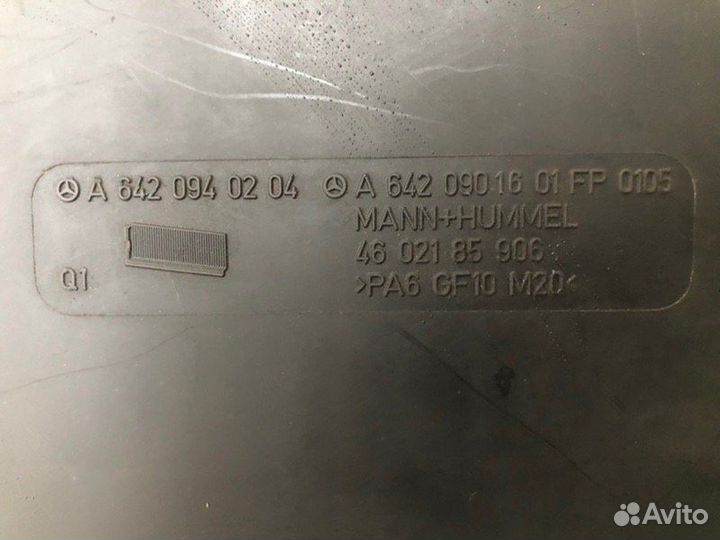 A 642 094 02 04
A 642 090 16 01 FP 0105
MANN+HUMMEL
46 021 85 906
>PA6 GF10 M20<
Q1
Avito